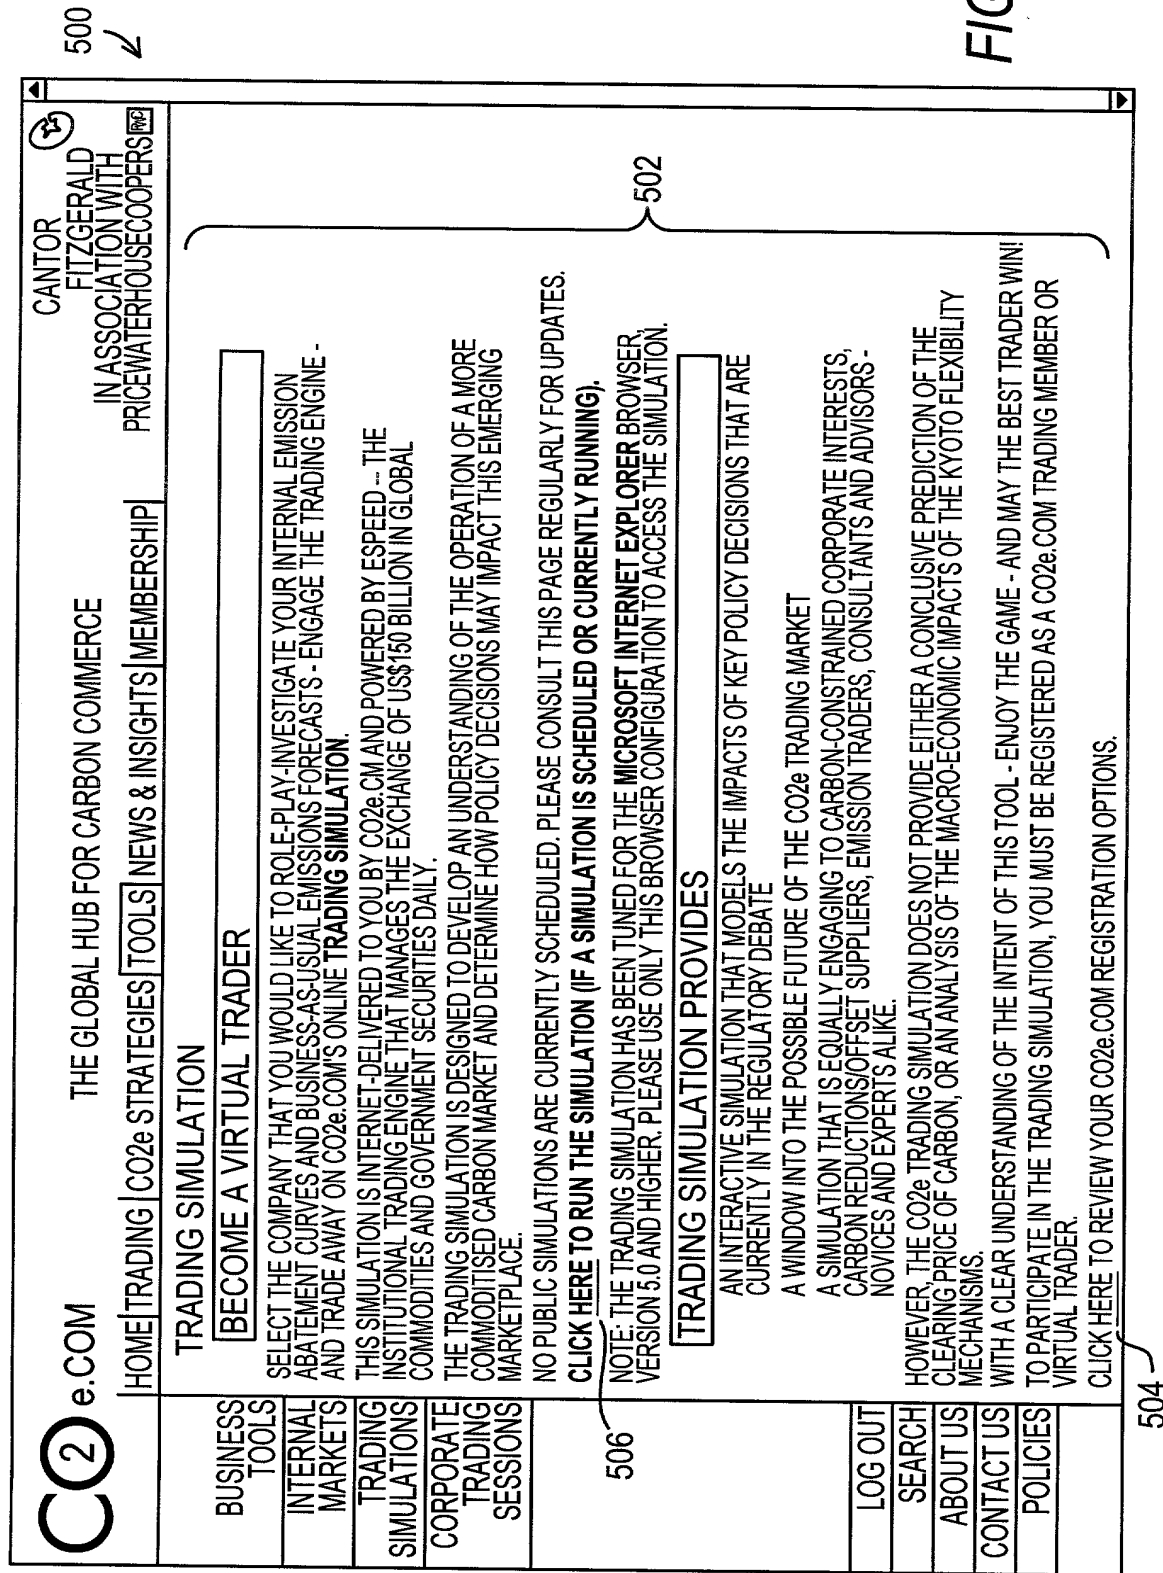 500
CO2e.COM
THE GLOBAL HUB FOR CARBON COMMERCE
CANTOR
FITZGERALD
IN ASSOCIATION WITH
PRICEWATERHOUSECOOPERS PWC
HOME TRADING CO2e STRATEGIES TOOLS NEWS & INSIGHTS MEMBERSHIP
BUSINESS
TOOLS
INTERNAL
MARKETS
TRADING
SIMULATIONS
CORPORATE
TRADING
SESSIONS
LOG OUT
SEARCH
ABOUT US
CONTACT US
POLICIES
TRADING SIMULATION
BECOME A VIRTUAL TRADER
SELECT THE COMPANY THAT YOU WOULD LIKE TO ROLE-PLAY-INVESTIGATE YOUR INTERNAL EMISSION
ABATEMENT CURVES AND BUSINESS-AS-USUAL EMISSIONS FORECASTS - ENGAGE THE TRADING ENGINE -
AND TRADE AWAY ON CO2e.COM'S ONLINE TRADING SIMULATION.
THIS SIMULATION IS INTERNET-DELIVERED TO YOU BY CO2e.CM AND POWERED BY ESPEED -- THE
INSTITUTIONAL TRADING ENGINE THAT MANAGES THE EXCHANGE OF US$150 BILLION IN GLOBAL
COMMODITIES AND GOVERNMENT SECURITIES DAILY.
THE TRADING SIMULATION IS DESIGNED TO DEVELOP AN UNDERSTANDING OF THE OPERATION OF A MORE
COMMODITISED CARBON MARKET AND DETERMINE HOW POLICY DECISIONS MAY IMPACT THIS EMERGING
MARKETPLACE.
NO PUBLIC SIMULATIONS ARE CURRENTLY SCHEDULED. PLEASE CONSULT THIS PAGE REGULARLY FOR UPDATES.
CLICK HERE TO RUN THE SIMULATION (IF A SIMULATION IS SCHEDULED OR CURRENTLY RUNNING).
506
NOTE: THE TRADING SIMULATION HAS BEEN TUNED FOR THE MICROSOFT INTERNET EXPLORER BROWSER,
VERSION 5.0 AND HIGHER. PLEASE USE ONLY THIS BROWSER CONFIGURATION TO ACCESS THE SIMULATION.
502
TRADING SIMULATION PROVIDES
AN INTERACTIVE SIMULATION THAT MODELS THE IMPACTS OF KEY POLICY DECISIONS THAT ARE
CURRENTLY IN THE REGULATORY DEBATE
A WINDOW INTO THE POSSIBLE FUTURE OF THE CO2e TRADING MARKET
A SIMULATION THAT IS EQUALLY ENGAGING TO CARBON-CONSTRAINED CORPORATE INTERESTS,
CARBON REDUCTIONS/OFFSET SUPPLIERS, EMISSION TRADERS, CONSULTANTS AND ADVISORS -
NOVICES AND EXPERTS ALIKE.
HOWEVER, THE CO2e TRADING SIMULATION DOES NOT PROVIDE EITHER A CONCLUSIVE PREDICTION OF THE
CLEARING PRICE OF CARBON, OR AN ANALYSIS OF THE MACRO-ECONOMIC IMPACTS OF THE KYOTO FLEXIBILITY
MECHANISMS.
WITH A CLEAR UNDERSTANDING OF THE INTENT OF THIS TOOL - ENJOY THE GAME - AND MAY THE BEST TRADER WIN!
TO PARTICIPATE IN THE TRADING SIMULATION, YOU MUST BE REGISTERED AS A CO2e.COM TRADING MEMBER OR
VIRTUAL TRADER.
CLICK HERE TO REVIEW YOUR CO2e.COM REGISTRATION OPTIONS.
504